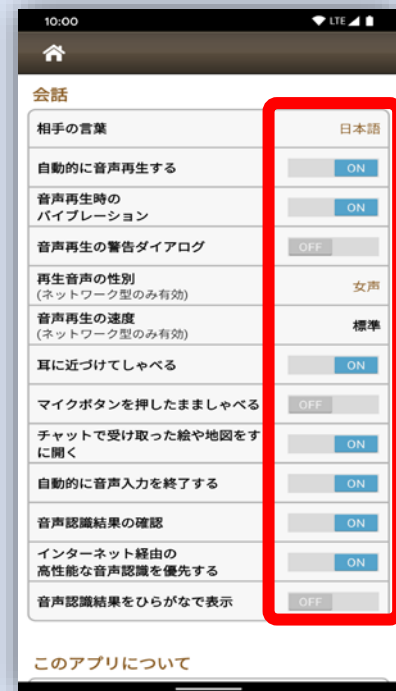 10:00 LTE
会話
相手の言葉 日本語
自動的に音声再生する ON
音声再生時の
バイブレーション ON
音声再生の警告ダイアログ OFF
再生音声の性別
(ネットワーク型のみ有効) 女声
音声再生の速度
(ネットワーク型のみ有効) 標準
耳に近づけてしゃべる ON
マイクボタンを押したまましゃべる OFF
チャットで受け取った絵や地図をす
に開く ON
自動的に音声入力を終了する ON
音声認識結果の確認 ON
インターネット経由の
高性能な音声認識を優先する ON
音声認識結果をひらがなで表示 OFF
このアプリについて